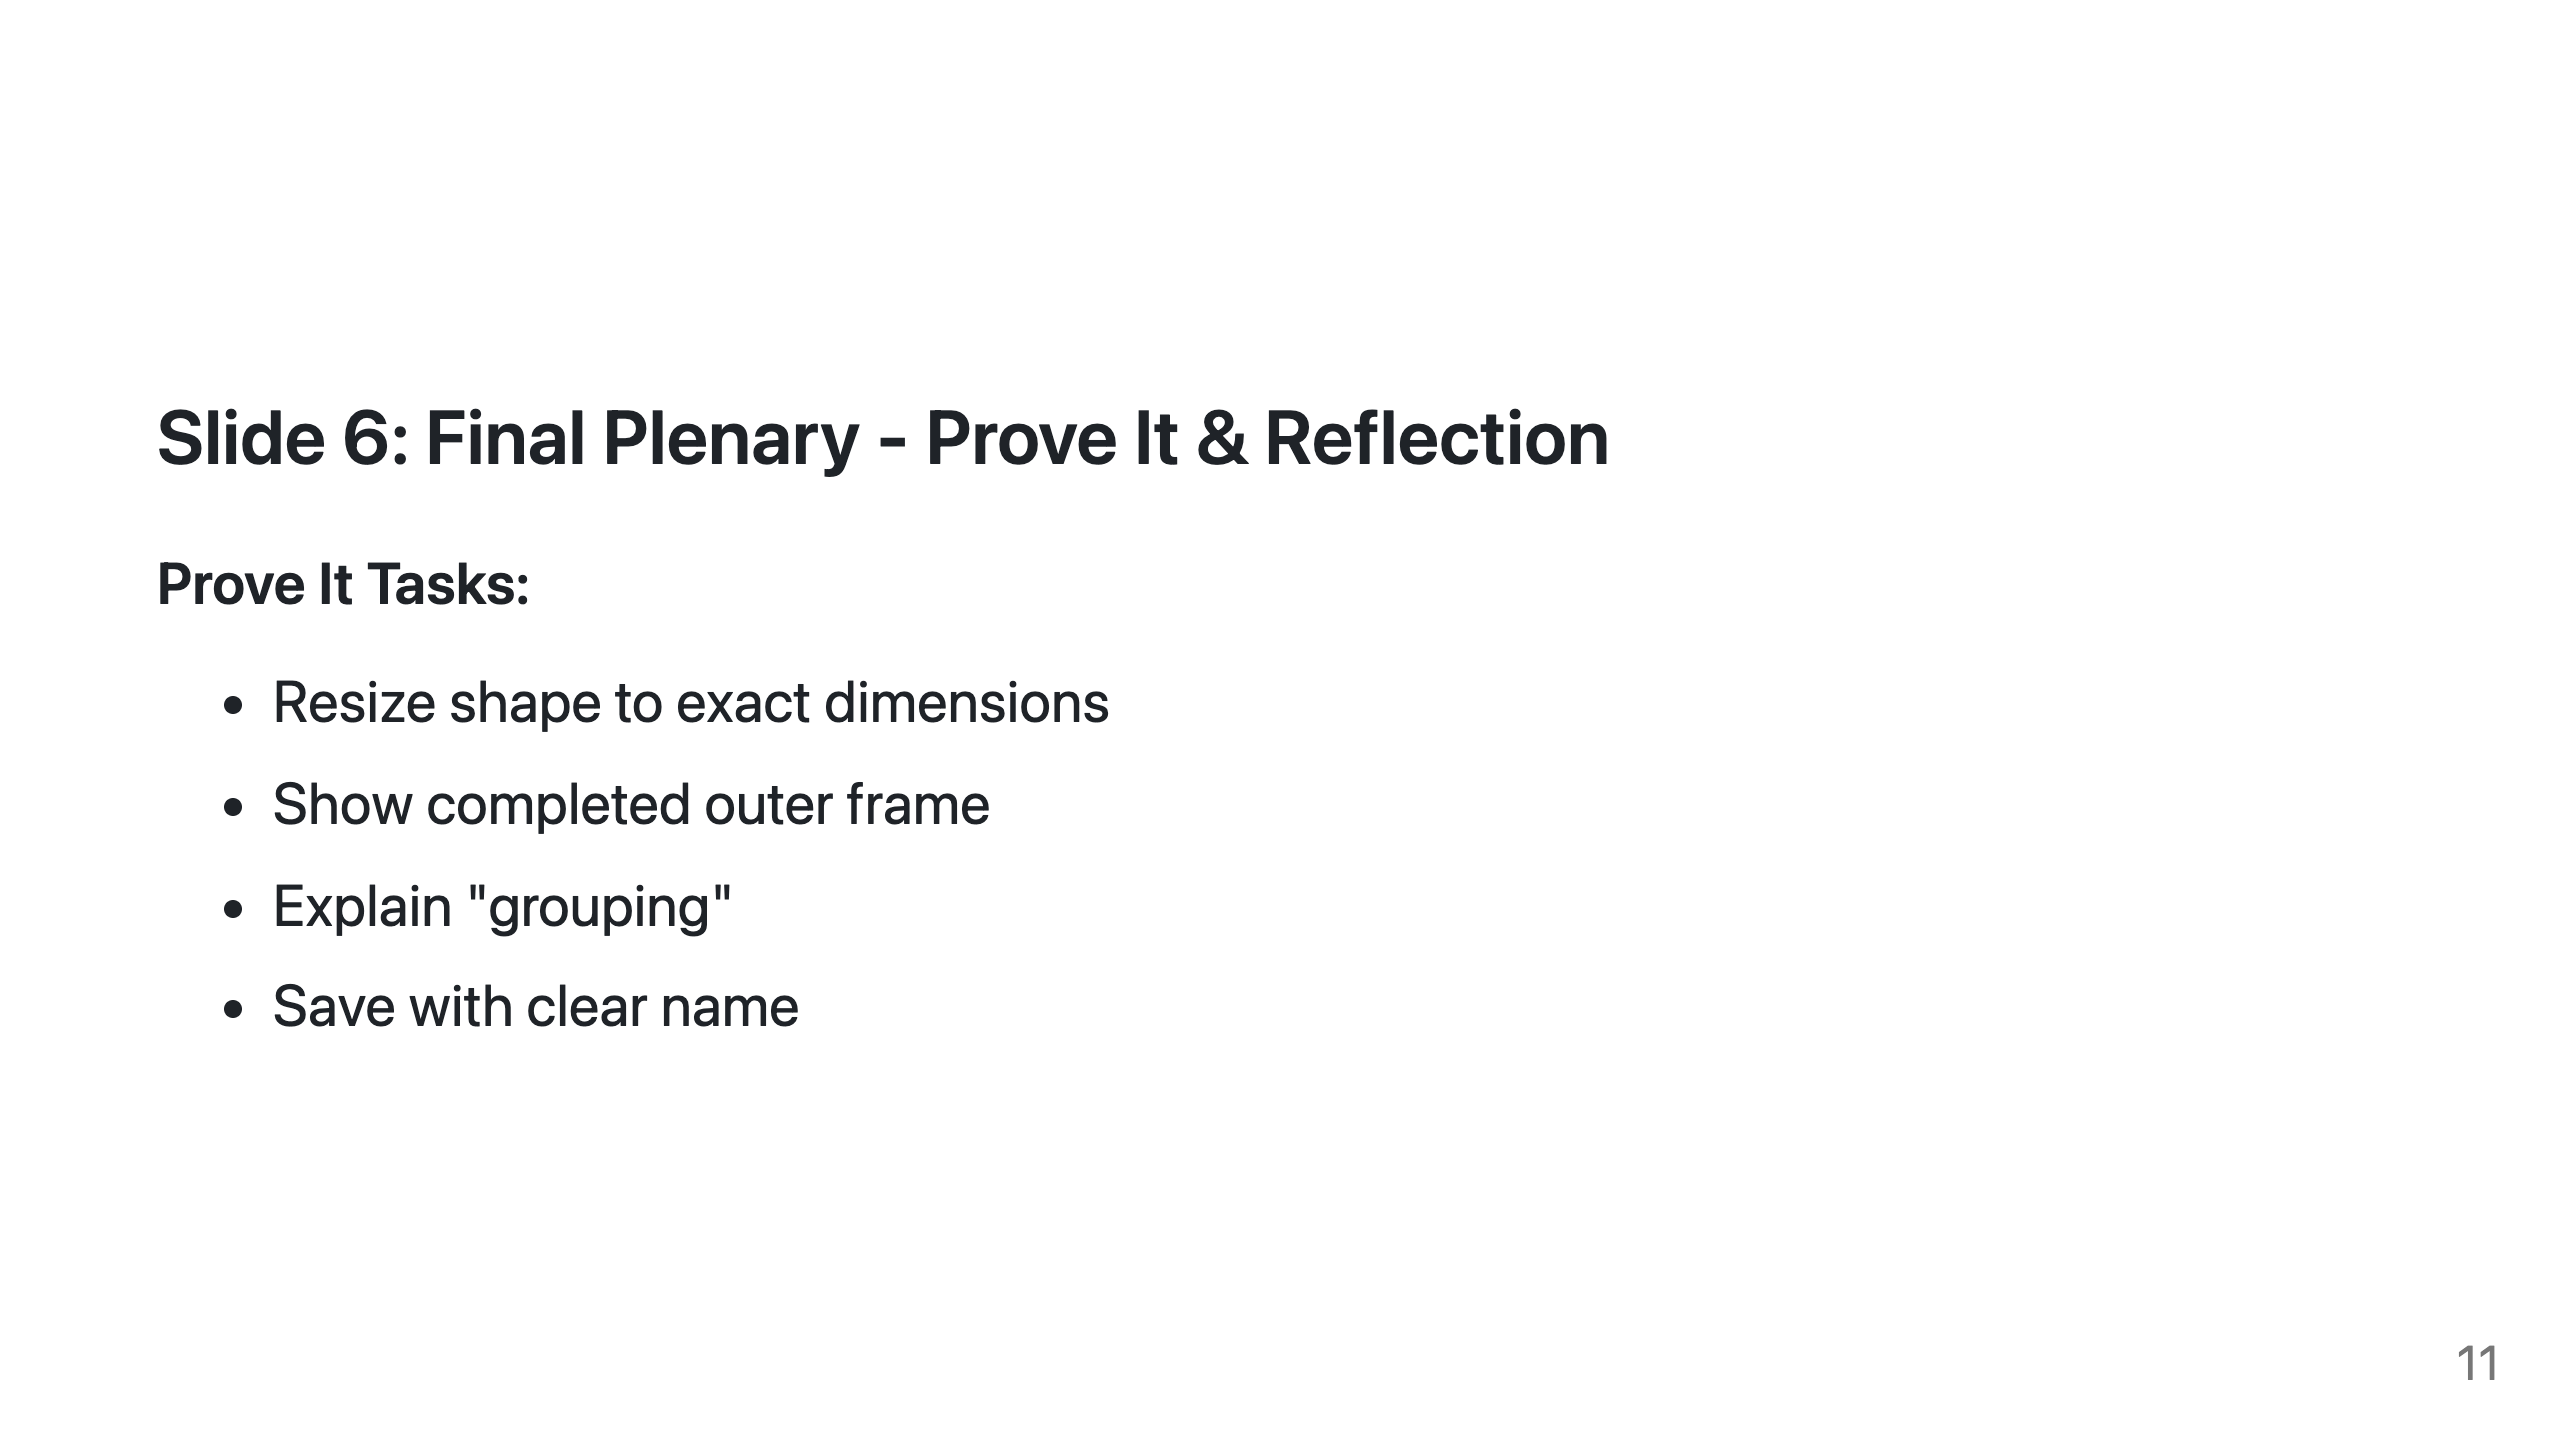 Slide 6: Final Plenary - Prove It & Reflection
Prove It Tasks:
• Resize shape to exact dimensions
• Show completed outer frame
• Explain "grouping"
• Save with clear name
11